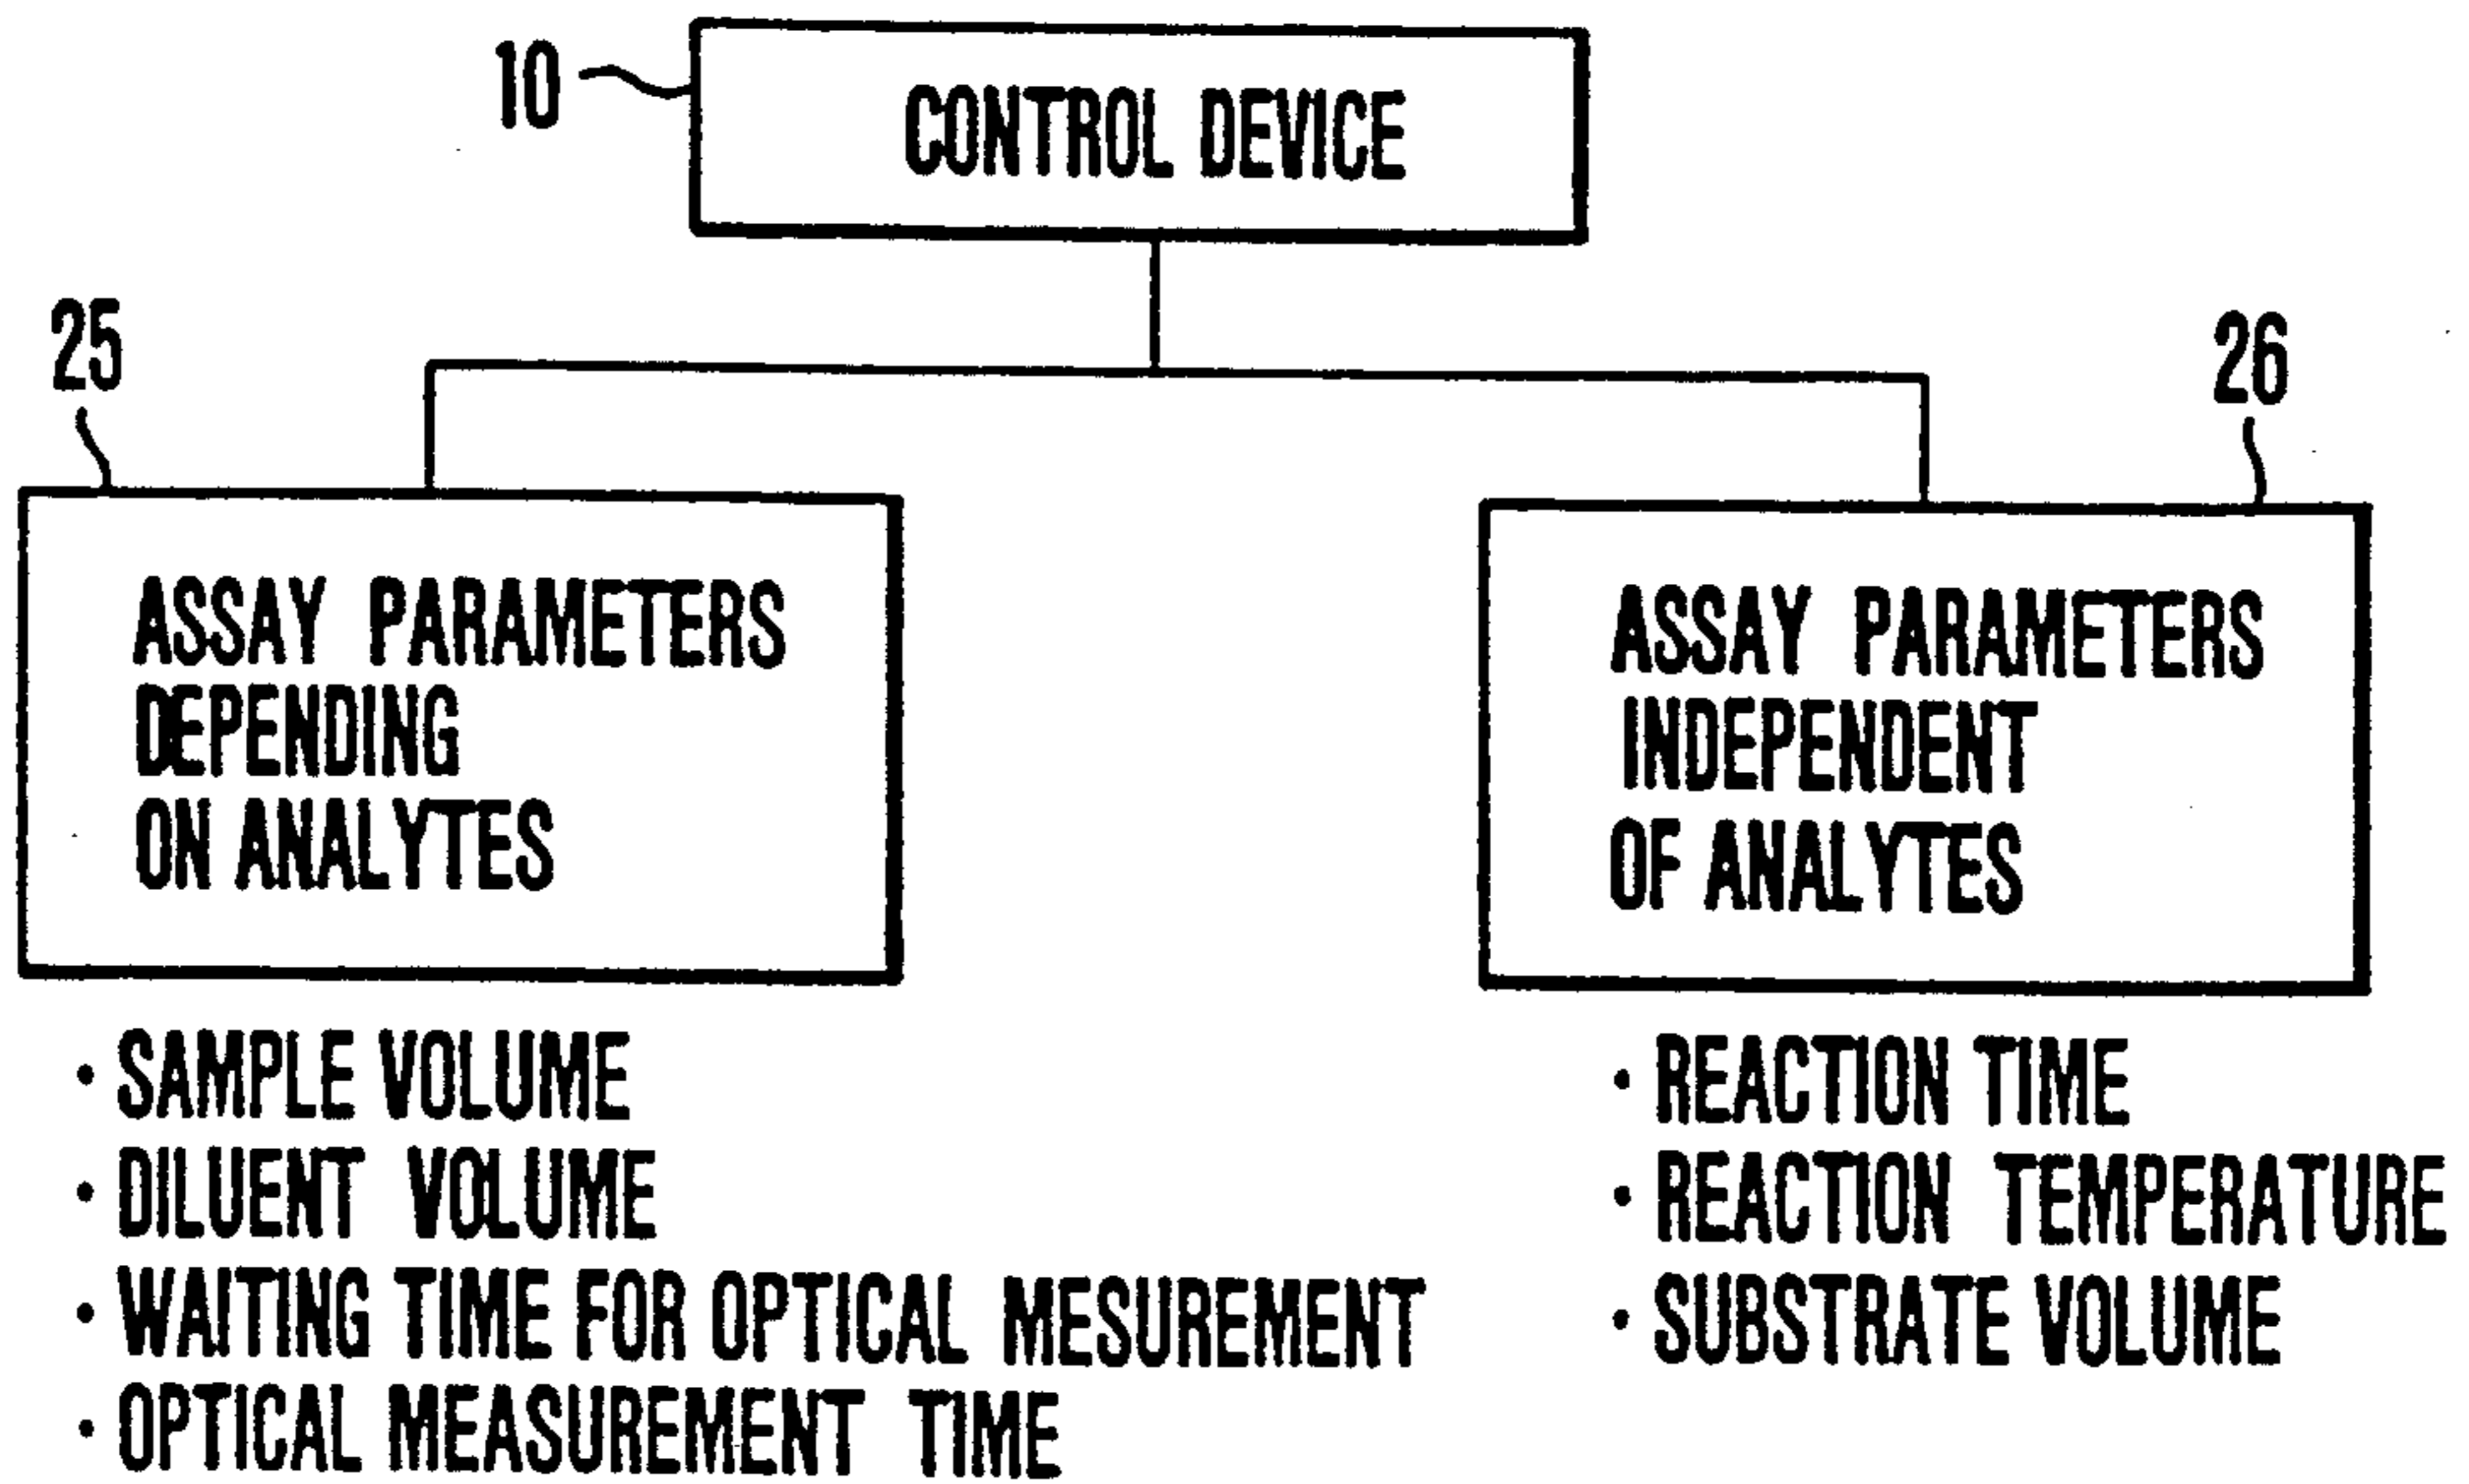 10
CONTROL DEVICE
25
26
ASSAY PARAMETERS
DEPENDING
ON ANALYTES
ASSAY PARAMETERS
INDEPENDENT
OF ANALYTES
• SAMPLE VOLUME
• DILUENT VOLUME
• WAITING TIME FOR OPTICAL MESUREMENT
• OPTICAL MEASUREMENT TIME
• REACTION TIME
• REACTION TEMPERATURE
• SUBSTRATE VOLUME